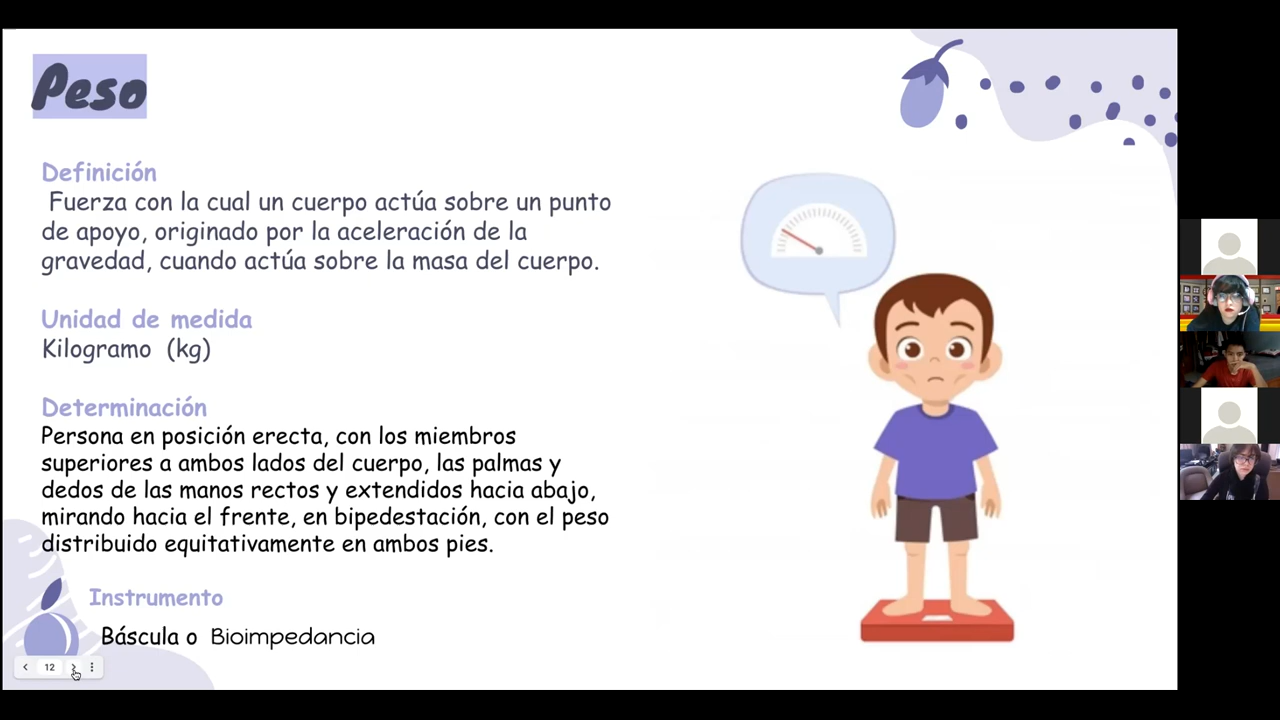 Peso
Definición
Fuerza con la cual un cuerpo actúa sobre un punto
de apoyo, originado por la aceleración de la
gravedad, cuando actúa sobre la masa del cuerpo.
Unidad de medida
Kilogramo (kg)
Determinación
Persona en posición erecta, con los miembros
superiores a ambos lados del cuerpo, las palmas y
dedos de las manos rectos y extendidos hacia abajo,
mirando hacia el frente, en bipedestación, con el peso
distribuido equitativamente en ambos pies.
Instrumento
Báscula o Bioimpedancia
12